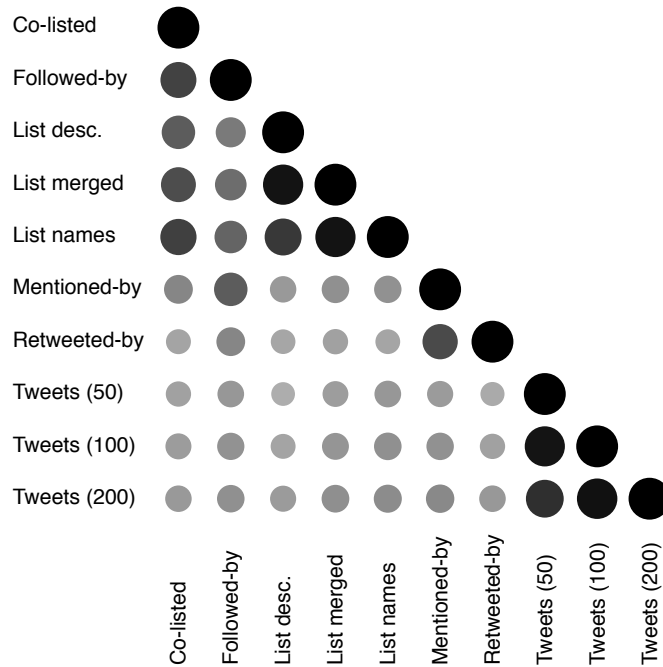 Co-listed
Followed-by
List desc.
List merged
List names
Mentioned-by
Retweeted-by
Tweets (50)
Tweets (100)
Tweets (200)
Co-listed
Followed-by
List desc.
List merged
List names
Mentioned-by
Retweeted-by
Tweets (50)
Tweets (100)
Tweets (200)